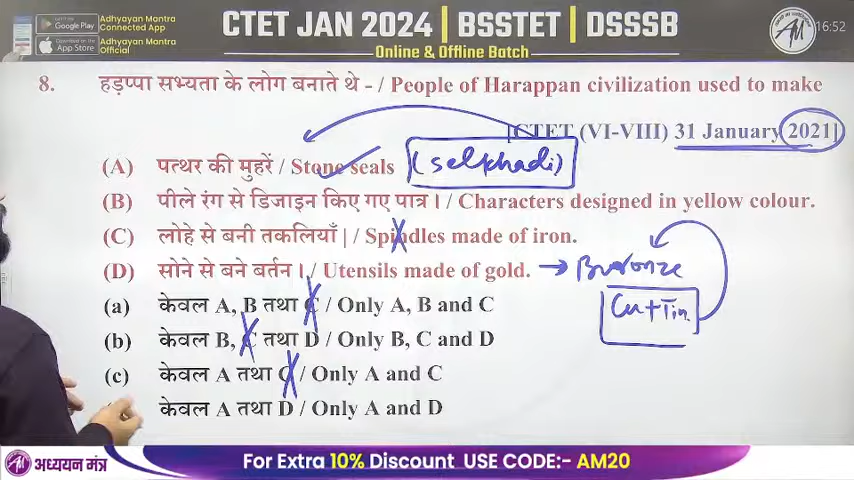 GET IT ON
Google Play
Download on the
App Store
Adhyayan Mantra
Connected App
Adhyayan Mantra
Official
CTET JAN 2024 | BSSTET | DSSSB
Online & Offline Batch
AM
16:52
8. हड़प्पा सभ्यता के लोग बनाते थे - / People of Harappan civilization used to make
[CTET (VI-VIII) 31 January 2021]
(A) पत्थर की मुहरें / Stone seals (selkhadi)
(B) पीले रंग से डिजाइन किए गए पात्र । / Characters designed in yellow colour.
(C) लोहे से बनी तकलियाँ | / Spindles made of iron.
(D) सोने से बने बर्तन । / Utensils made of gold. →
Cu+Tin
(a) केवल A, B तथा C / Only A, B and C
(b) केवल B, C तथा D / Only B, C and D
(c) केवल A तथा C / Only A and C
केवल A तथा D / Only A and D
AM अध्ययन मंत्र
For Extra 10% Discount USE CODE:- AM20